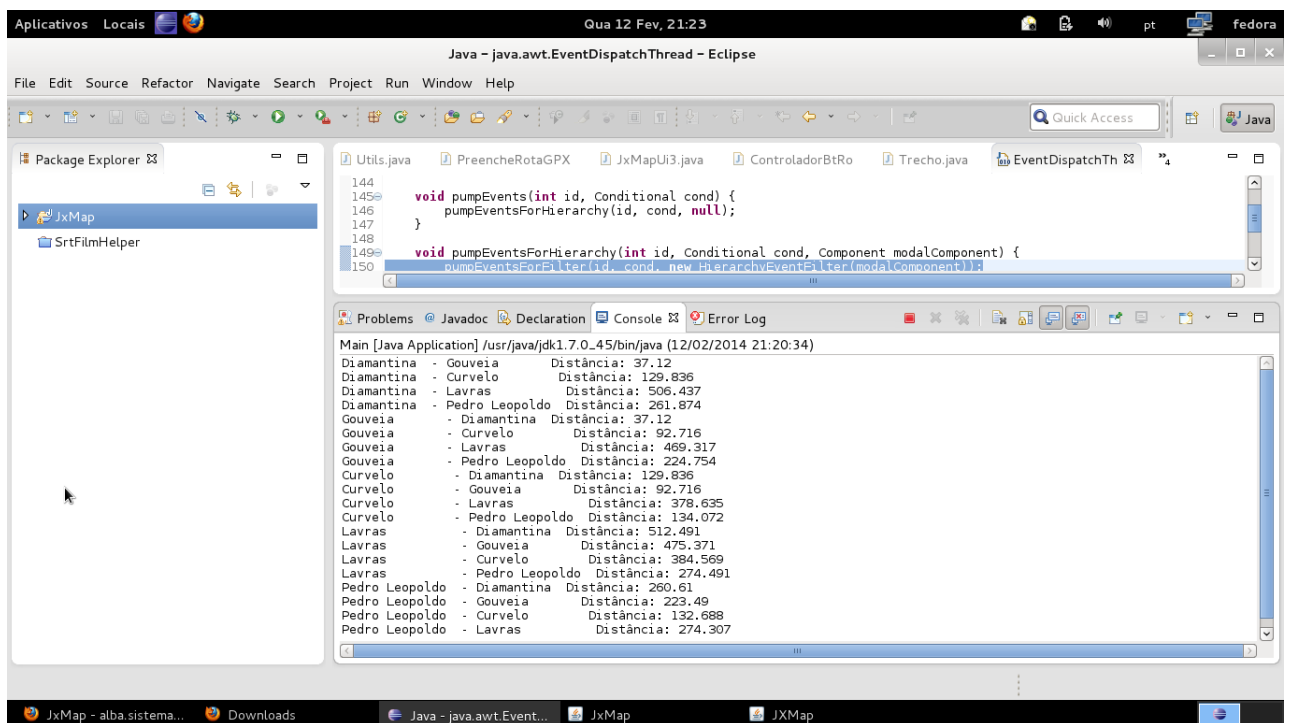 Aplicativos Locais Qua 12 Fev, 21:23 pt fedora
Java – java.awt.EventDispatchThread – Eclipse
File Edit Source Refactor Navigate Search Project Run Window Help
Quick Access Java
Package Explorer
JxMap
SrtFilmHelper
Utils.java PreencheRotaGPX JxMapUi3.java ControladorBtRo Trecho.java EventDispatchTh »4
144
145 void pumpEvents(int id, Conditional cond) {
146 pumpEventsForHierarchy(id, cond, null);
147 }
148
149 void pumpEventsForHierarchy(int id, Conditional cond, Component modalComponent) {
150 pumpEventsForFilter(id, cond, new HierarchyEventFilter(modalComponent));
Problems @ Javadoc Declaration Console Error Log
Main [Java Application] /usr/java/jdk1.7.0_45/bin/java (12/02/2014 21:20:34)
Diamantina - Gouveia Distância: 37.12
Diamantina - Curvelo Distância: 129.836
Diamantina - Lavras Distância: 506.437
Diamantina - Pedro Leopoldo Distância: 261.874
Gouveia - Diamantina Distância: 37.12
Gouveia - Curvelo Distância: 92.716
Gouveia - Lavras Distância: 469.317
Gouveia - Pedro Leopoldo Distância: 224.754
Curvelo - Diamantina Distância: 129.836
Curvelo - Gouveia Distância: 92.716
Curvelo - Lavras Distância: 378.635
Curvelo - Pedro Leopoldo Distância: 134.072
Lavras - Diamantina Distância: 512.491
Lavras - Gouveia Distância: 475.371
Lavras - Curvelo Distância: 384.569
Lavras - Pedro Leopoldo Distância: 274.491
Pedro Leopoldo - Diamantina Distância: 260.61
Pedro Leopoldo - Gouveia Distância: 223.49
Pedro Leopoldo - Curvelo Distância: 132.688
Pedro Leopoldo - Lavras Distância: 274.307
JxMap - alba.sistema... Downloads Java - java.awt.Event... JxMap JXMap